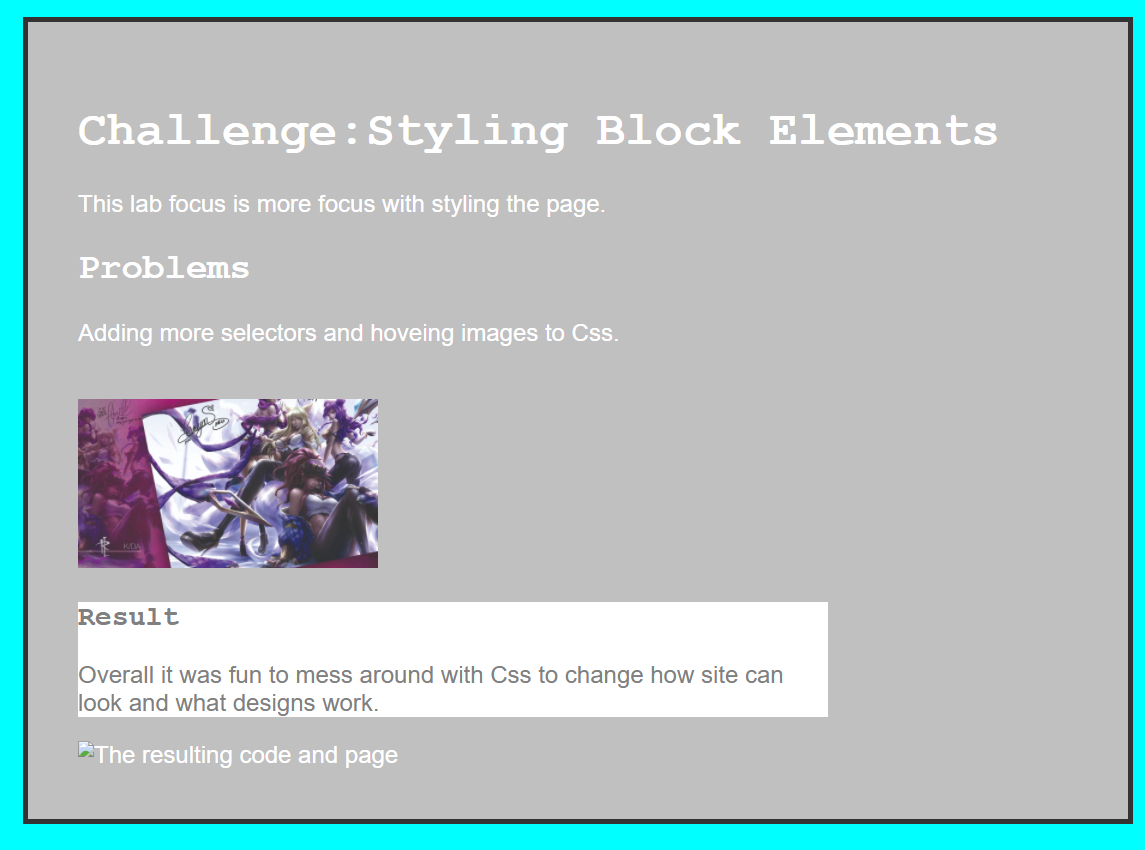 Challenge:Styling Block Elements
This lab focus is more focus with styling the page.
Problems
Adding more selectors and hoveing images to Css.
K/DA
Result
Overall it was fun to mess around with Css to change how site can
look and what designs work.
The resulting code and page